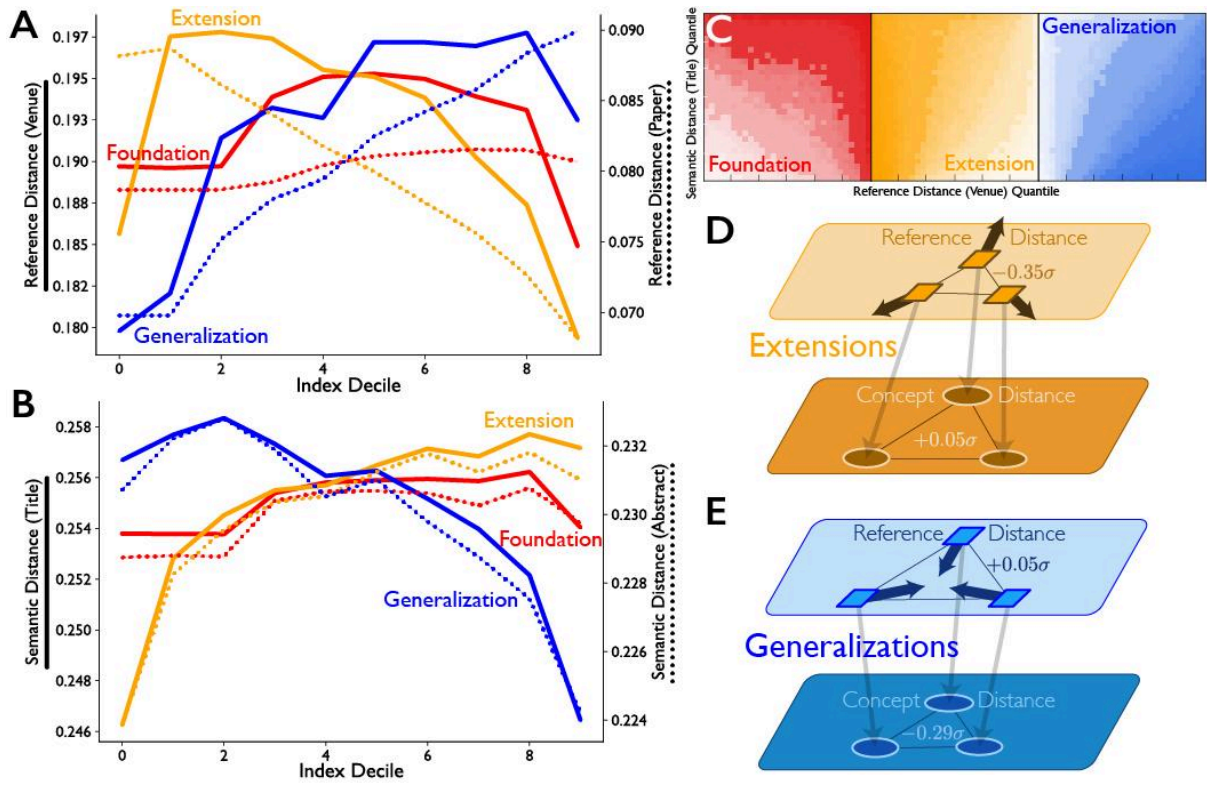 A
Extension
Foundation
Generalization
0.197
0.195
0.193
0.190
0.188
0.185
0.182
0.180
Reference Distance (Venue)
0.090
0.085
0.080
0.075
0.070
Reference Distance (Paper)
0 2 4 6 8
Index Decile
B
Extension
Foundation
Generalization
0.258
0.256
0.254
0.252
0.250
0.248
0.246
Semantic Distance (Title)
0.232
0.230
0.228
0.226
0.224
Semantic Distance (Abstract)
0 2 4 6 8
Index Decile
C
Generalization
Foundation
Extension
Semantic Distance (Title) Quantile
Reference Distance (Venue) Quantile
D
Reference Distance
−0.35σ
Extensions
Concept Distance
+0.05σ
E
Reference Distance
+0.05σ
Generalizations
Concept Distance
−0.29σ